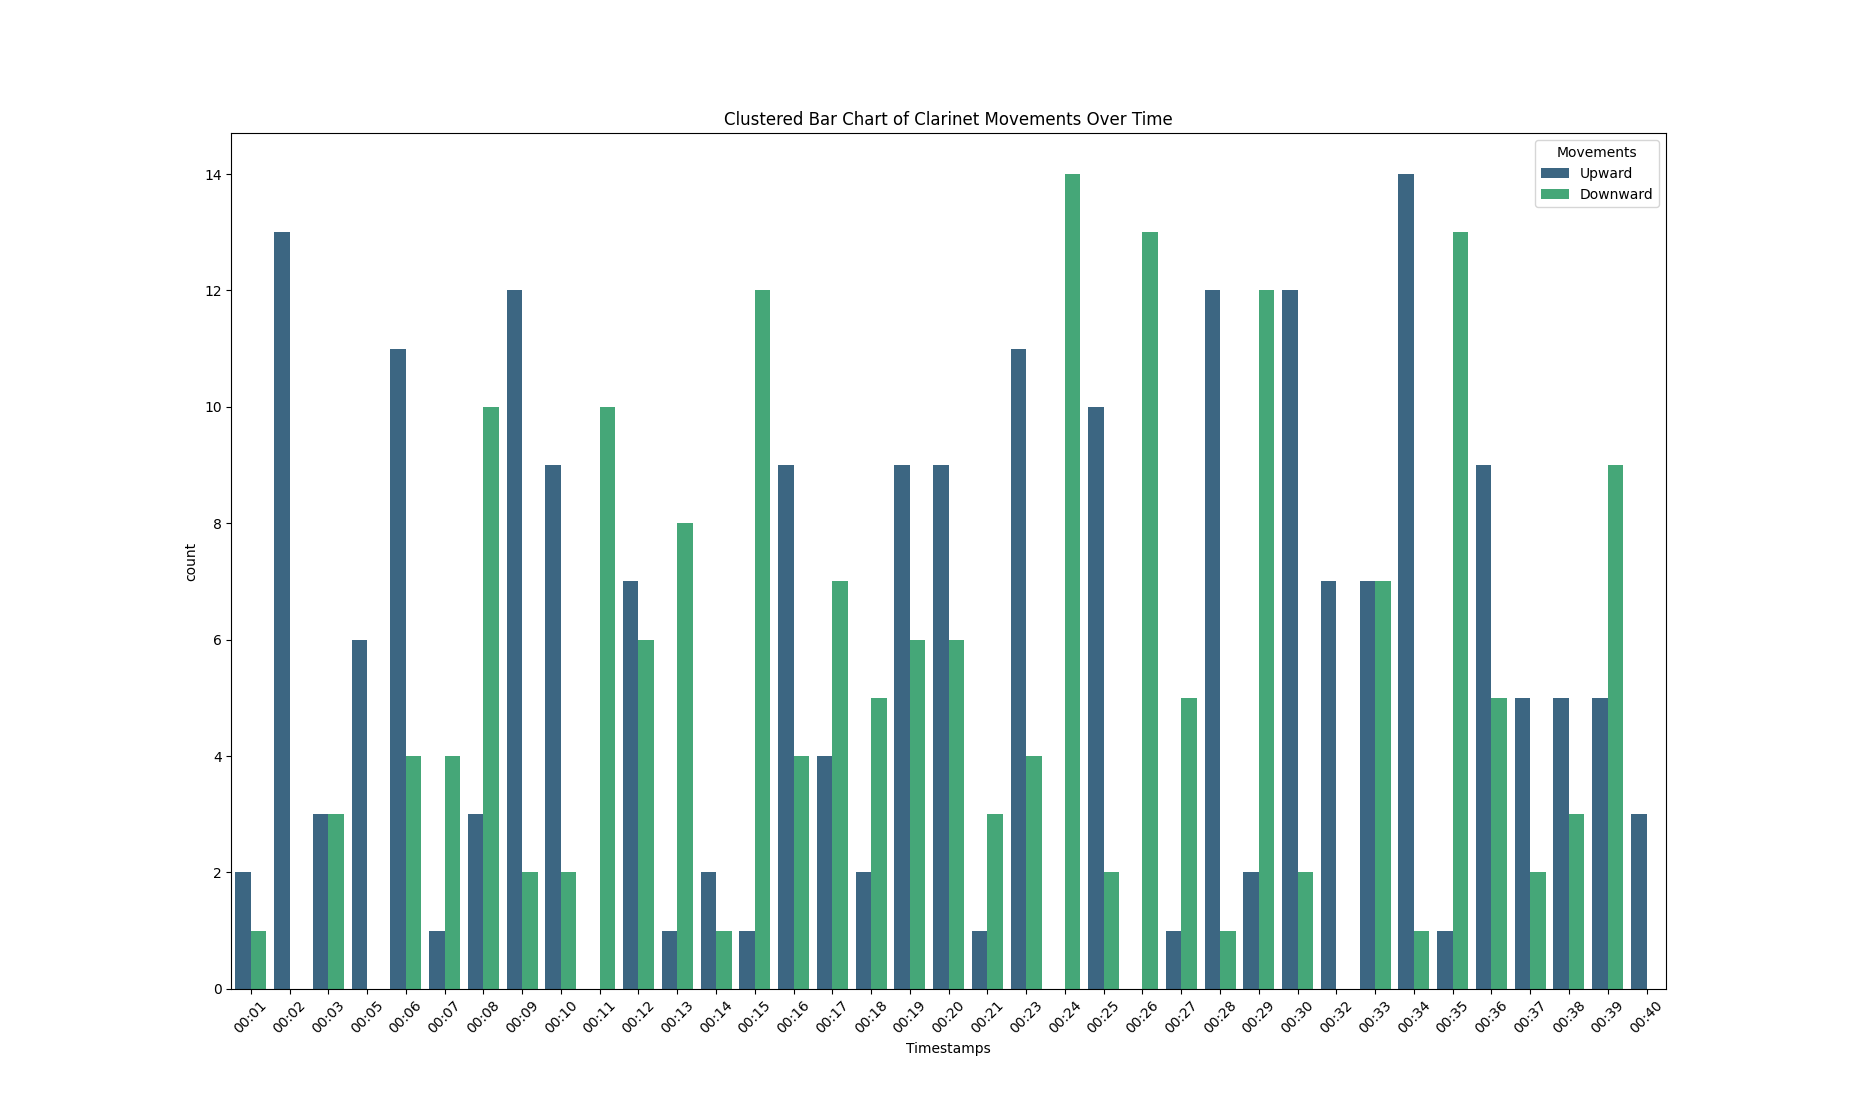 Clustered Bar Chart of Clarinet Movements Over Time
Movements
Upward
Downward
14
12
10
8
6
4
2
0
count
00:01 00:02 00:03 00:05 00:06 00:07 00:08 00:09 00:10 00:11 00:12 00:13 00:14 00:15 00:16 00:17 00:18 00:19 00:20 00:21 00:23 00:24 00:25 00:26 00:27 00:28 00:29 00:30 00:32 00:33 00:34 00:35 00:36 00:37 00:38 00:39 00:40
Timestamps